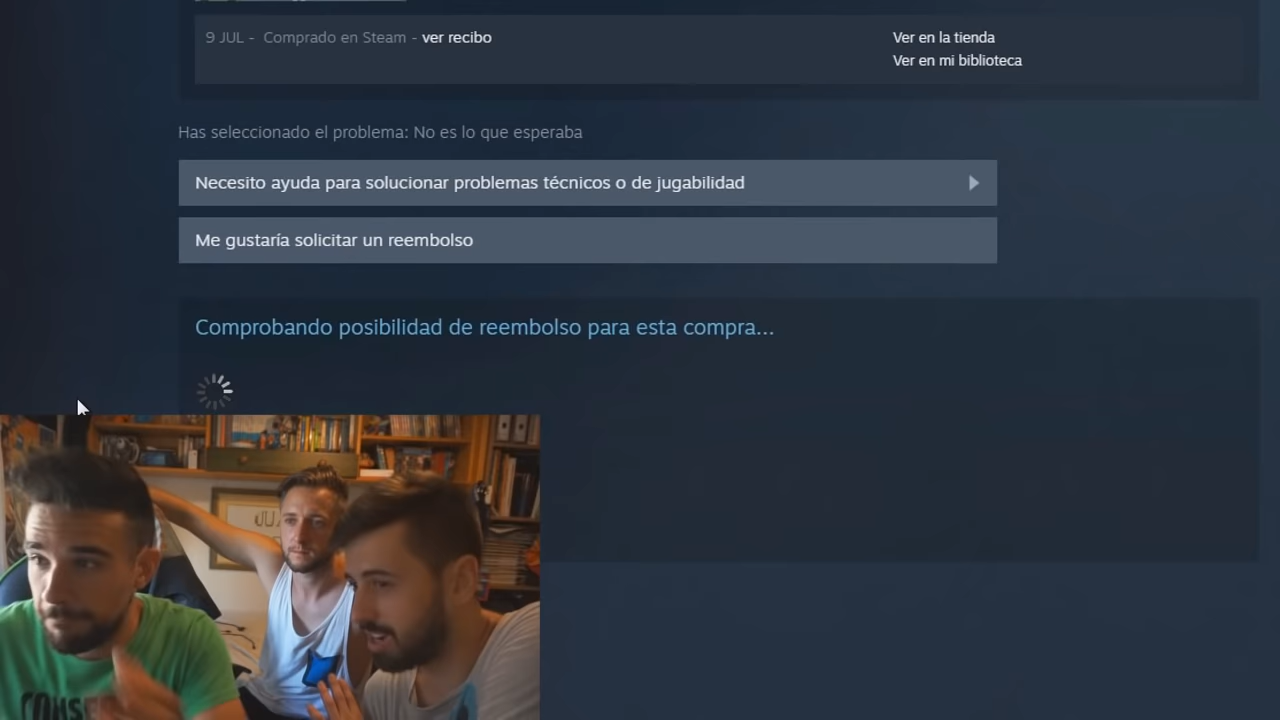 9 JUL - Comprado en Steam - ver recibo
Ver en la tienda
Ver en mi biblioteca
Has seleccionado el problema: No es lo que esperaba
Necesito ayuda para solucionar problemas técnicos o de jugabilidad
Me gustaría solicitar un reembolso
Comprobando posibilidad de reembolso para esta compra...